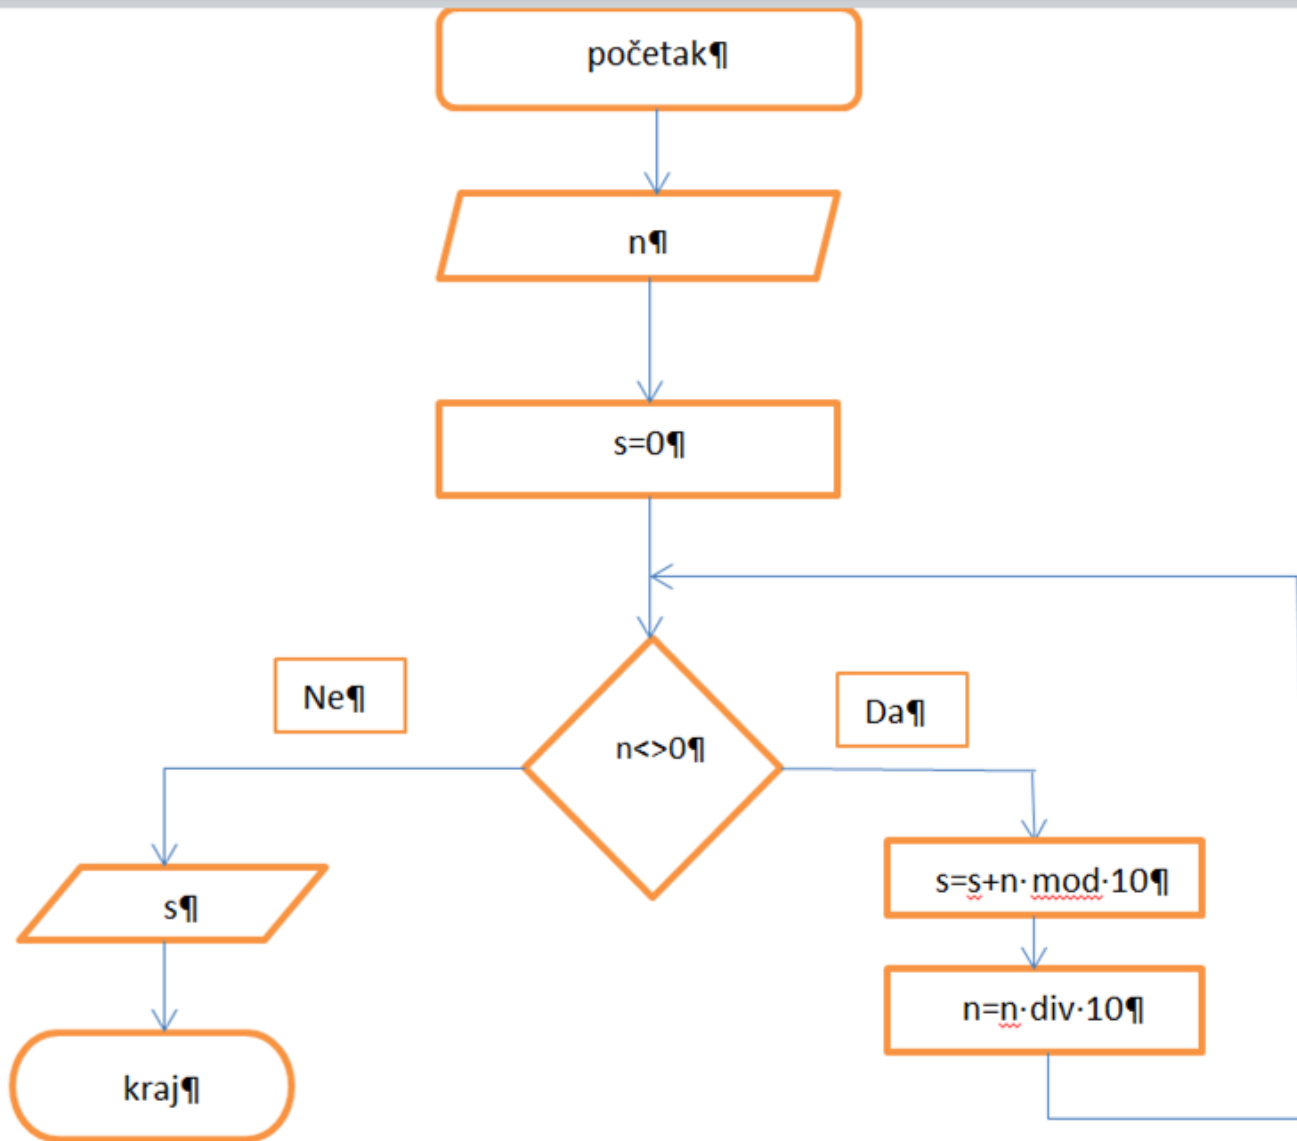 početak¶
n¶
s=0¶
Ne¶
Da¶
n<>0¶
s=s+n·mod·10¶
s¶
n=n·div·10¶
kraj¶